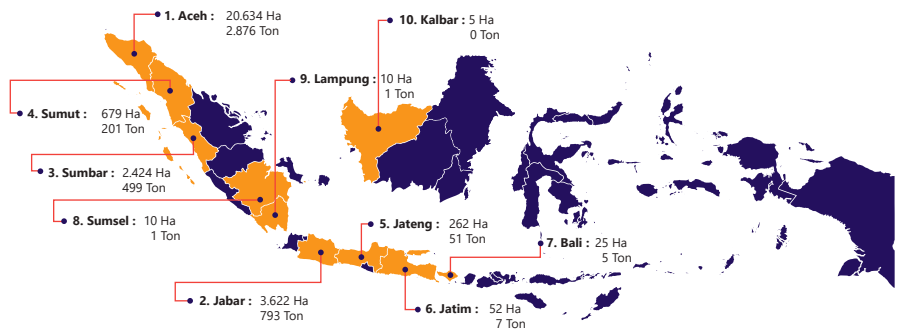 1. Aceh : 20.634 Ha
2.876 Ton
10. Kalbar : 5 Ha
0 Ton
9. Lampung : 10 Ha
1 Ton
4. Sumut : 679 Ha
201 Ton
3. Sumbar : 2.424 Ha
499 Ton
8. Sumsel : 10 Ha
1 Ton
5. Jateng : 262 Ha
51 Ton
7. Bali : 25 Ha
5 Ton
2. Jabar : 3.622 Ha
793 Ton
6. Jatim : 52 Ha
7 Ton